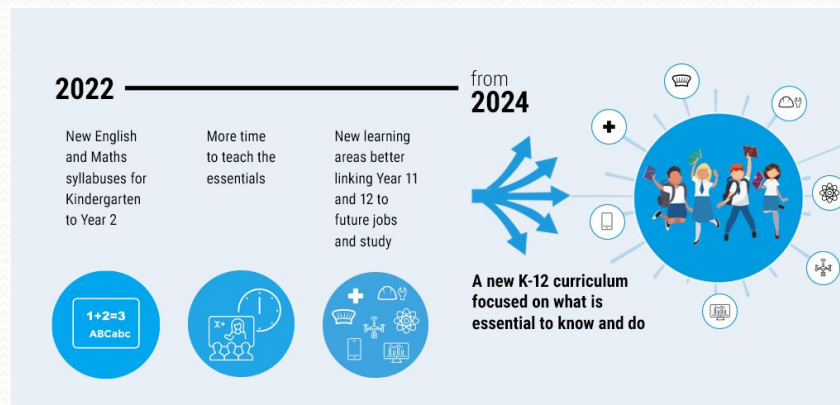 2022
New English
and Maths
syllabuses for
Kindergarten
to Year 2
More time
to teach the
essentials
New learning
areas better
linking Year 11
and 12 to
future jobs
and study
1+2=3
ABCabc
X+
from
2024
A new K-12 curriculum
focused on what is
essential to know and do